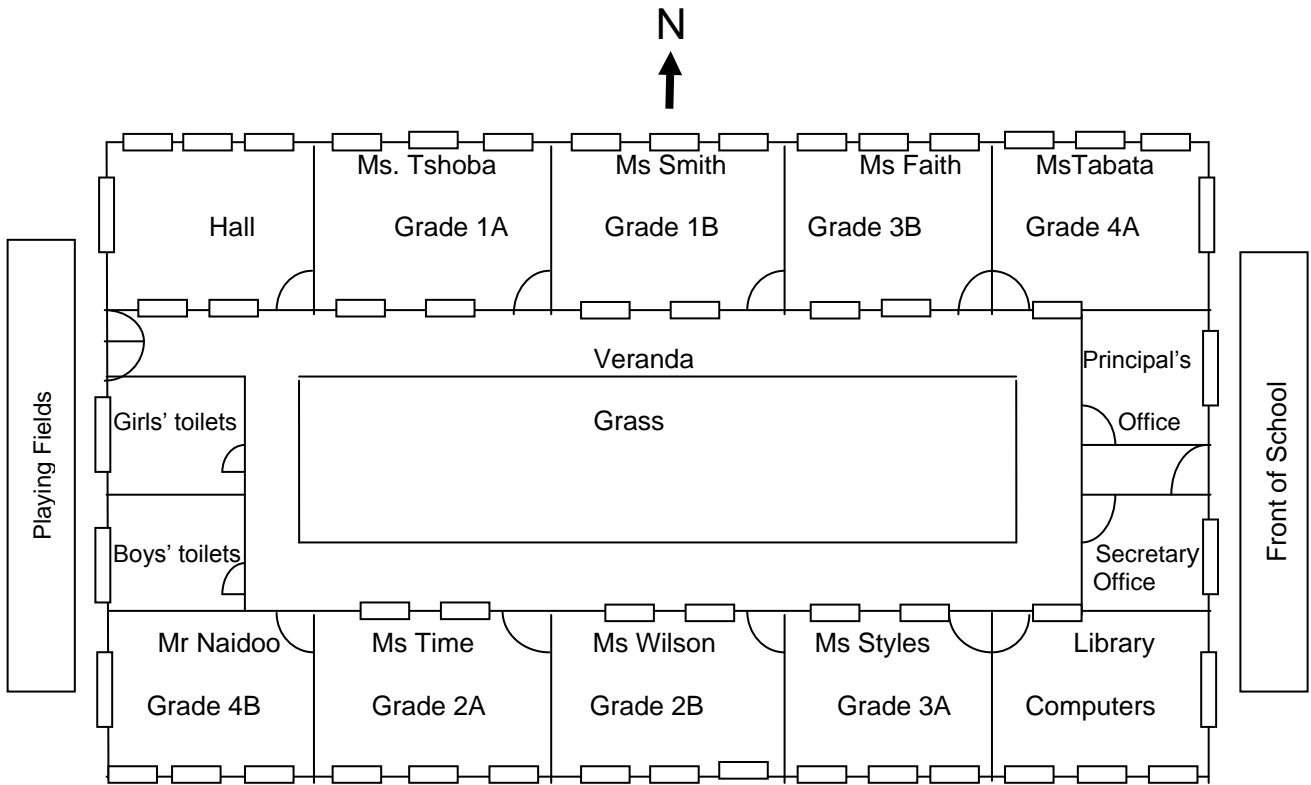 N
Ms. Tshoba
Ms Smith
Ms Faith
MsTabata
Hall
Grade 1A
Grade 1B
Grade 3B
Grade 4A
Veranda
Principal's
Office
Grass
Girls' toilets
Playing Fields
Front of School
Boys' toilets
Secretary
Office
Mr Naidoo
Ms Time
Ms Wilson
Ms Styles
Library
Grade 4B
Grade 2A
Grade 2B
Grade 3A
Computers